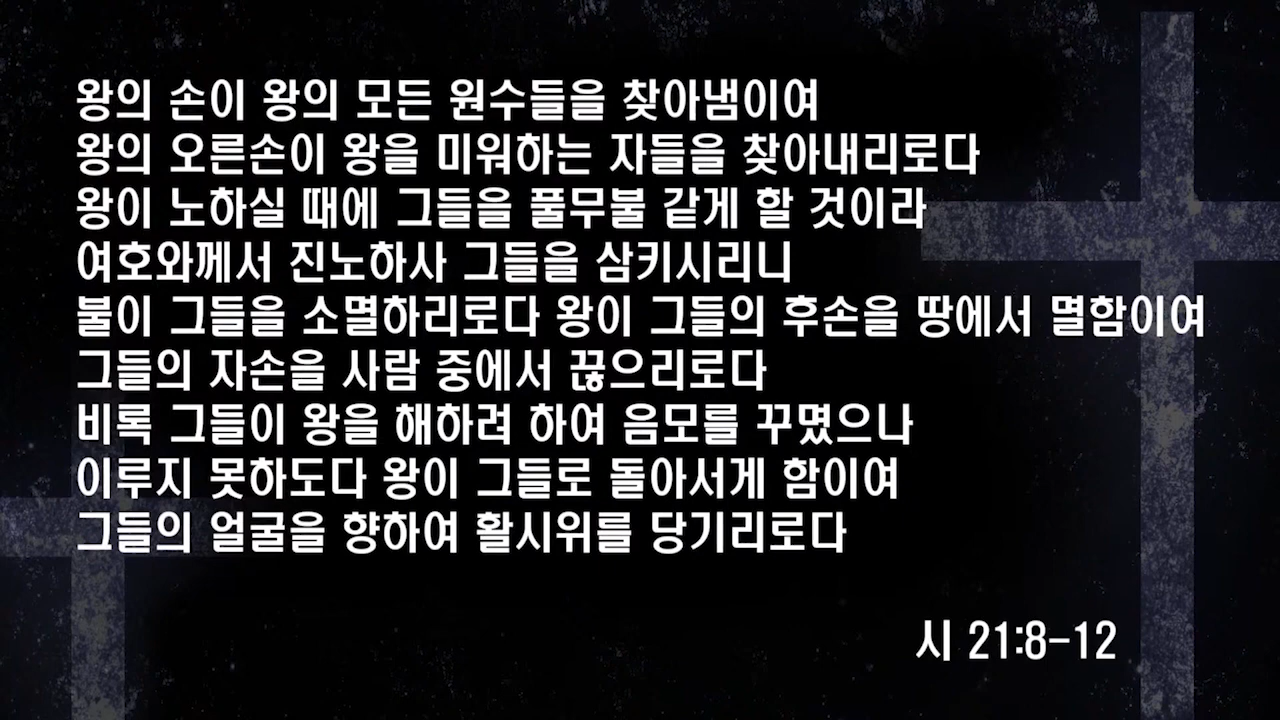 왕의 손이 왕의 모든 원수들을 찾아냄이여
왕의 오른손이 왕을 미워하는 자들을 찾아내리로다
왕이 노하실 때에 그들을 풀무불 같게 할 것이라
여호와께서 진노하사 그들을 삼키시리니
불이 그들을 소멸하리로다 왕이 그들의 후손을 땅에서 멸함이여
그들의 자손을 사람 중에서 끊으리로다
비록 그들이 왕을 해하려 하여 음모를 꾸몄으나
이루지 못하도다 왕이 그들로 돌아서게 함이여
그들의 얼굴을 향하여 활시위를 당기리로다
시 21:8-12